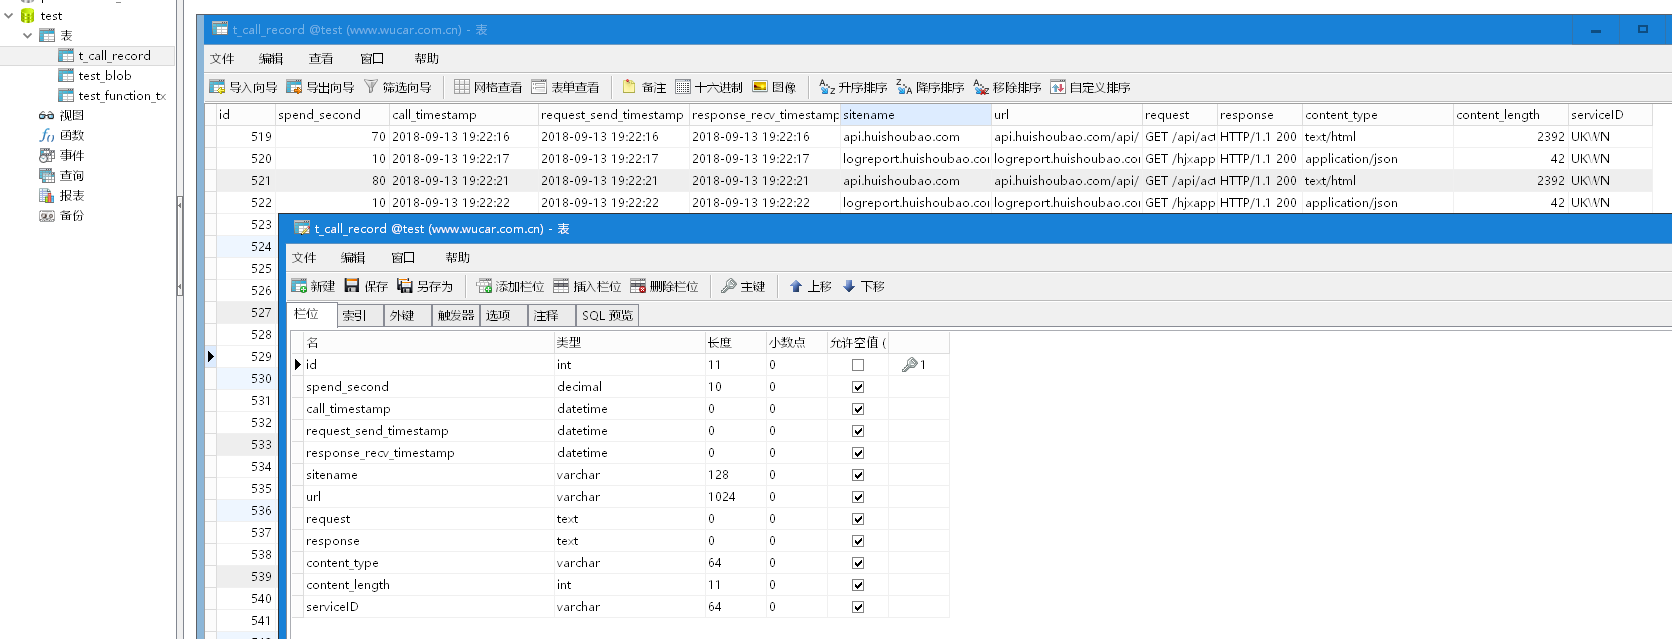 test
表
t_call_record
test_blob
test_function_tx
视图
函数
事件
查询
报表
备份
t_call_record @test (www.wucar.com.cn) - 表
文件 编辑 查看 窗口 帮助
导入向导 导出向导 筛选向导 网格查看 表单查看 备注 十六进制 图像 升序排序 降序排序 移除排序 自定义排序
id spend_second call_timestamp request_send_timestamp response_recv_timestamp sitename url request response content_type content_length serviceID
519 70 2018-09-13 19:22:16 2018-09-13 19:22:16 2018-09-13 19:22:16 api.huishoubao.com api.huishoubao.com/api/ GET /api/act HTTP/1.1 200 text/html 2392 UKWN
520 10 2018-09-13 19:22:17 2018-09-13 19:22:17 2018-09-13 19:22:17 logreport.huishoubao.con logreport.huishoubao.con GET /hjxapp HTTP/1.1 200 application/json 42 UKWN
521 80 2018-09-13 19:22:21 2018-09-13 19:22:21 2018-09-13 19:22:21 api.huishoubao.com api.huishoubao.com/api/ GET /api/act HTTP/1.1 200 text/html 2392 UKWN
522 10 2018-09-13 19:22:22 2018-09-13 19:22:22 2018-09-13 19:22:22 logreport.huishoubao.con logreport.huishoubao.con GET /hjxapp HTTP/1.1 200 application/json 42 UKWN
523
524
525
526
527
528
529
530
531
532
533
534
535
536
537
538
539
540
541
t_call_record @test (www.wucar.com.cn) - 表
文件 编辑 窗口 帮助
新建 保存 另存为 添加栏位 插入栏位 删除栏位 主键 上移 下移
栏位 索引 外键 触发器 选项 注释 SQL 预览
名 类型 长度 小数点 允许空值 (
id int 11 0 1
spend_second decimal 10 0
call_timestamp datetime 0 0
request_send_timestamp datetime 0 0
response_recv_timestamp datetime 0 0
sitename varchar 128 0
url varchar 1024 0
request text 0 0
response text 0 0
content_type varchar 64 0
content_length int 11 0
serviceID varchar 64 0